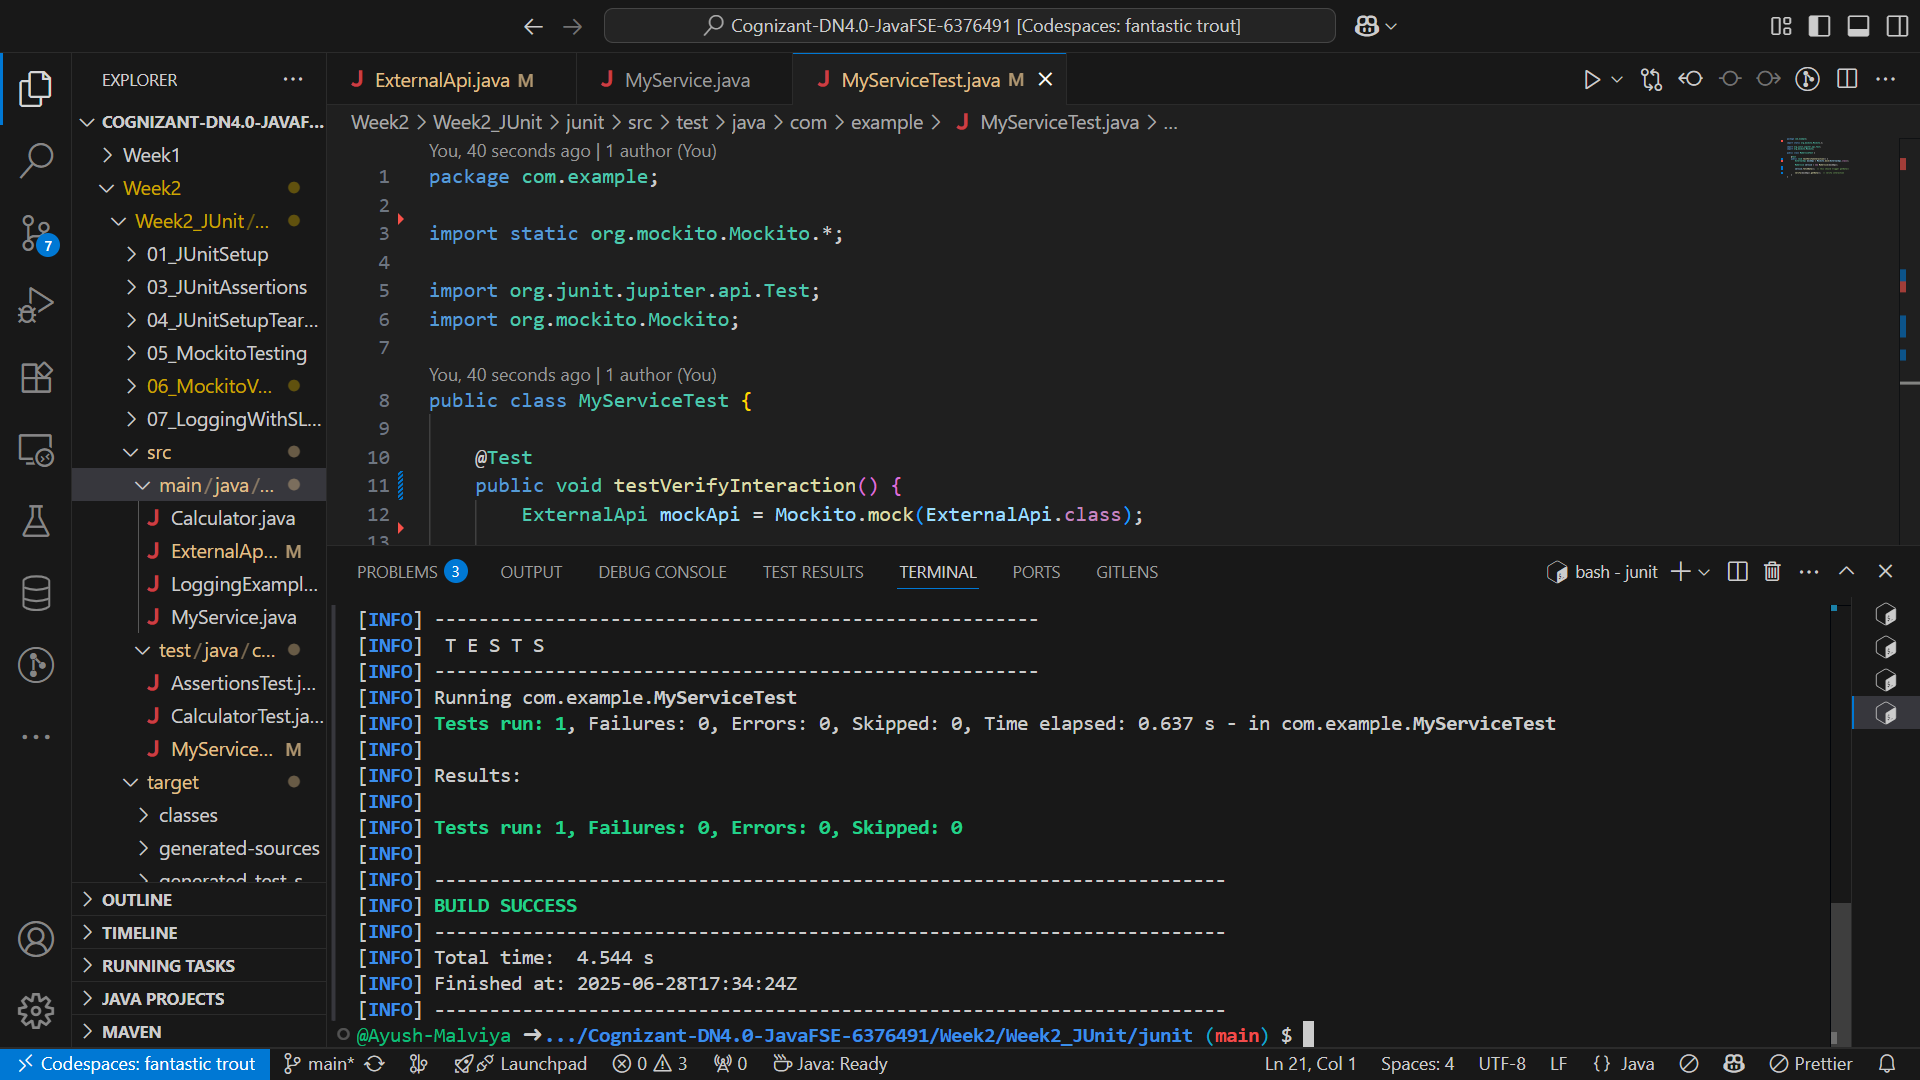 Cognizant-DN4.0-JavaFSE-6376491 [Codespaces: fantastic trout]
EXPLORER
COGNIZANT-DN4.0-JAVAF...
Week1
Week2
Week2_JUnit/...
01_JUnitSetup
03_JUnitAssertions
04_JUnitSetupTear...
05_MockitoTesting
06_MockitoV...
07_LoggingWithSL...
src
main/java/...
Calculator.java
ExternalAp... M
LoggingExampl...
MyService.java
test/java/c...
AssertionsTest.j...
CalculatorTest.ja...
MyService... M
target
classes
generated-sources
generated-test-s
OUTLINE
TIMELINE
RUNNING TASKS
JAVA PROJECTS
MAVEN
7
ExternalApi.java M
MyService.java
MyServiceTest.java M
Week2 > Week2_JUnit > junit > src > test > java > com > example > MyServiceTest.java > ...
You, 40 seconds ago | 1 author (You)
1 package com.example;
2
3 import static org.mockito.Mockito.*;
4
5 import org.junit.jupiter.api.Test;
6 import org.mockito.Mockito;
7
You, 40 seconds ago | 1 author (You)
8 public class MyServiceTest {
9
10 @Test
11 public void testVerifyInteraction() {
12 ExternalApi mockApi = Mockito.mock(ExternalApi.class);
13
PROBLEMS 3 OUTPUT DEBUG CONSOLE TEST RESULTS TERMINAL PORTS GITLENS
bash - junit
[INFO] -------------------------------------------------------
[INFO]  T E S T S
[INFO] -------------------------------------------------------
[INFO] Running com.example.MyServiceTest
[INFO] Tests run: 1, Failures: 0, Errors: 0, Skipped: 0, Time elapsed: 0.637 s - in com.example.MyServiceTest
[INFO]
[INFO] Results:
[INFO]
[INFO] Tests run: 1, Failures: 0, Errors: 0, Skipped: 0
[INFO]
[INFO] ------------------------------------------------------------------------
[INFO] BUILD SUCCESS
[INFO] ------------------------------------------------------------------------
[INFO] Total time:  4.544 s
[INFO] Finished at: 2025-06-28T17:34:24Z
[INFO] ------------------------------------------------------------------------
@Ayush-Malviya ➜ .../Cognizant-DN4.0-JavaFSE-6376491/Week2/Week2_JUnit/junit (main) $
Codespaces: fantastic trout main* Launchpad 0 3 0 Java: Ready Ln 21, Col 1 Spaces: 4 UTF-8 LF {} Java Prettier